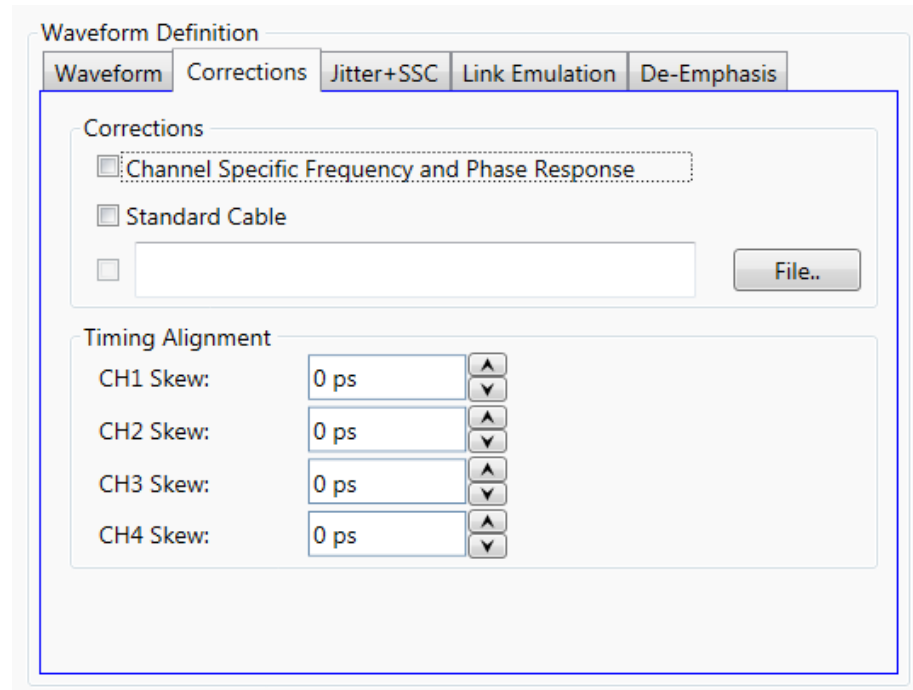 Waveform Definition
Waveform Corrections Jitter+SSC Link Emulation De-Emphasis
Corrections
Channel Specific Frequency and Phase Response
Standard Cable
File..
Timing Alignment
CH1 Skew: 0 ps
CH2 Skew: 0 ps
CH3 Skew: 0 ps
CH4 Skew: 0 ps